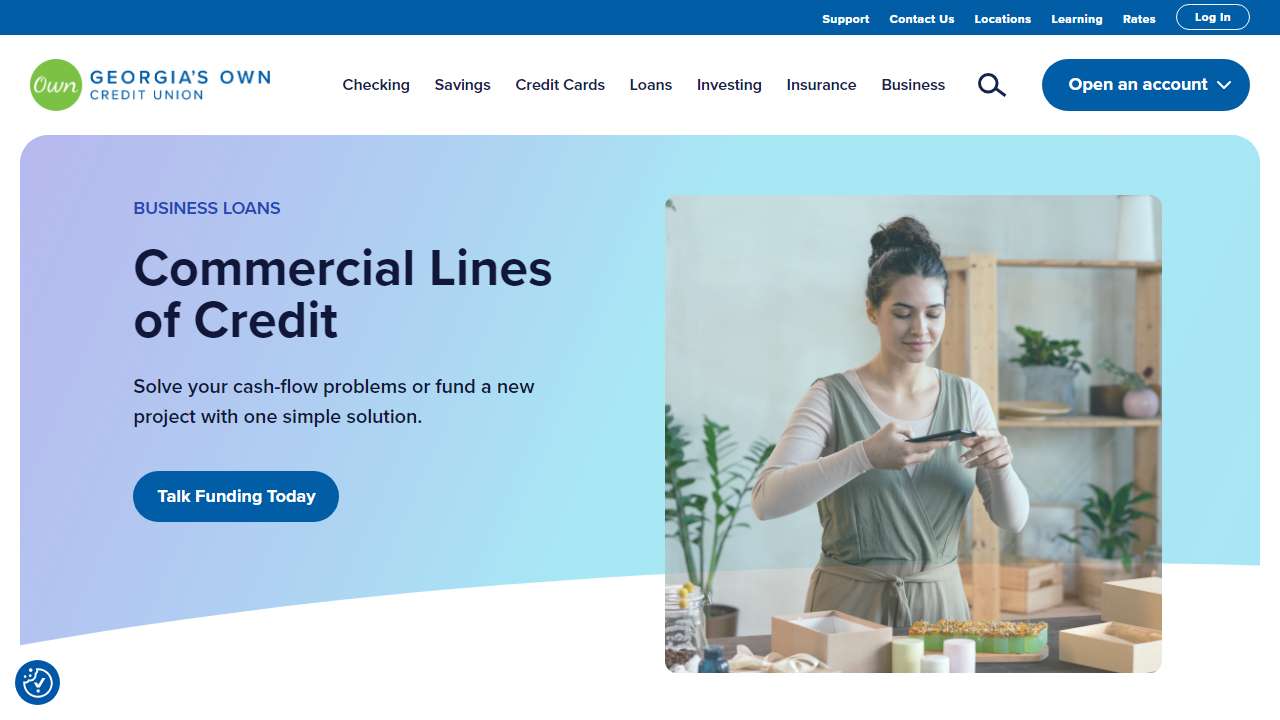 Support Contact Us Locations Learning Rates Log In
Own GEORGIA'S OWN
CREDIT UNION
Checking Savings Credit Cards Loans Investing Insurance Business Open an account
BUSINESS LOANS
Commercial Lines
of Credit
Solve your cash-flow problems or fund a new
project with one simple solution.
Talk Funding Today